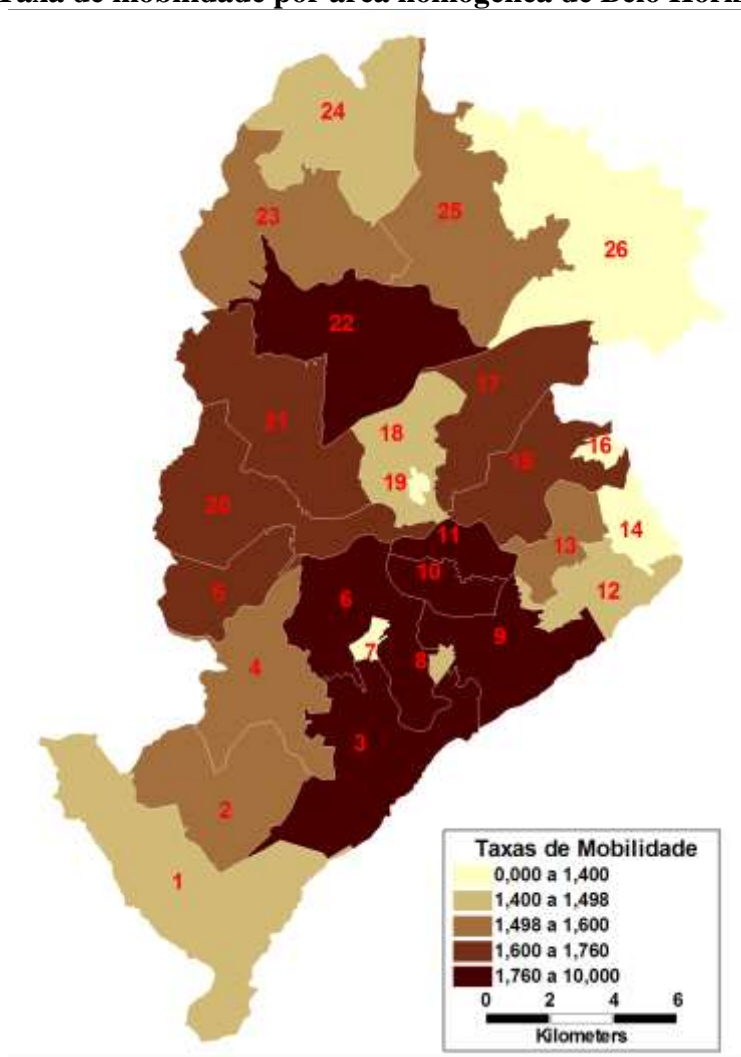 Taxa de mobilidade por área homogênea de Belo
24
25
23
26
22
17
21
18
16
15
19
20
14
11
13
10
5
6
12
9
7
8
4
3
2
1
Taxas de Mobilidade
0,000 a 1,400
1,400 a 1,498
1,498 a 1,600
1,600 a 1,760
1,760 a 10,000
0 2 4 6
Kilometers